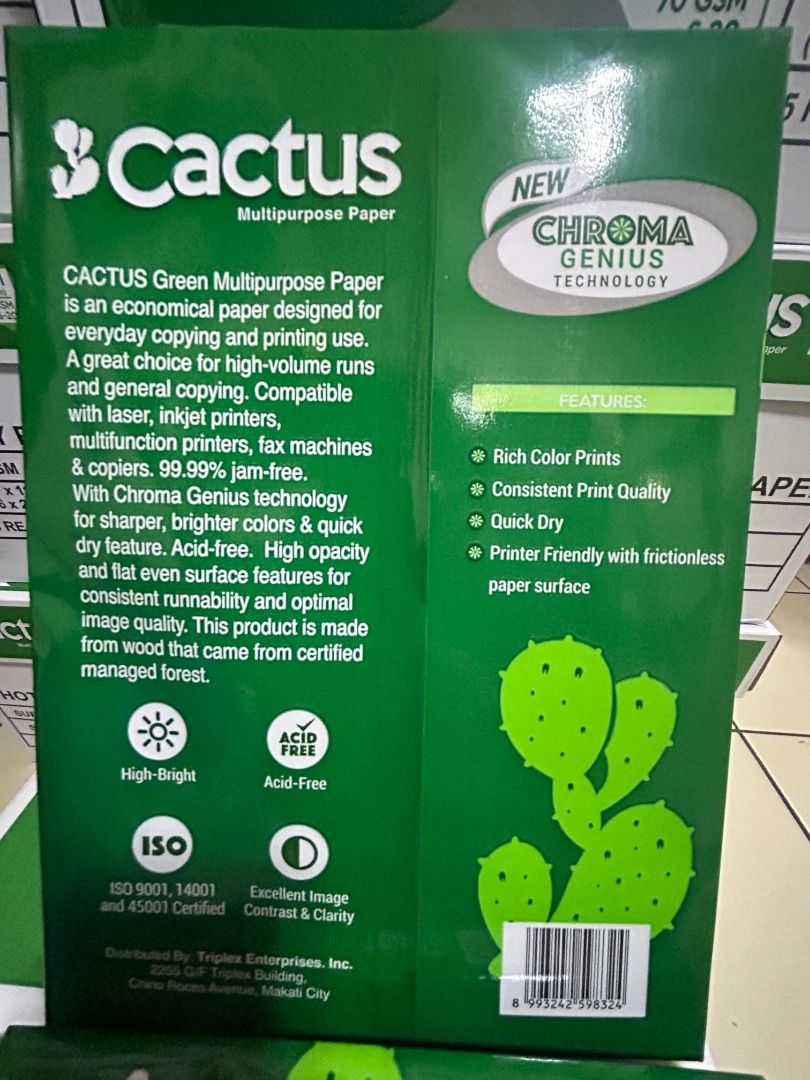 70 GSM
Cactus
Multipurpose Paper
CACTUS Green Multipurpose Paper
is an economical paper designed for
everyday copying and printing use.
A great choice for high-volume runs
and general copying. Compatible
with laser, inkjet printers,
multifunction printers, fax machines
& copiers. 99.99% jam-free.
With Chroma Genius technology
for sharper, brighter colors & quick
dry feature. Acid-free. High opacity
and flat even surface features for
consistent runnability and optimal
image quality. This product is made
from wood that came from certified
managed forest.
High-Bright
ACID
FREE
Acid-Free
ISO
ISO 9001, 14001
and 45001 Certified
Excellent Image
Contrast & Clarity
Distributed By: Triplex Enterprises. Inc.
2255 G/F Triplex Building,
Chino Roces Avenue, Makati City
NEW
CHROMA
GENIUS
TECHNOLOGY
FEATURES:
Rich Color Prints
Consistent Print Quality
Quick Dry
Printer Friendly with frictionless
paper surface
8 993242 598324